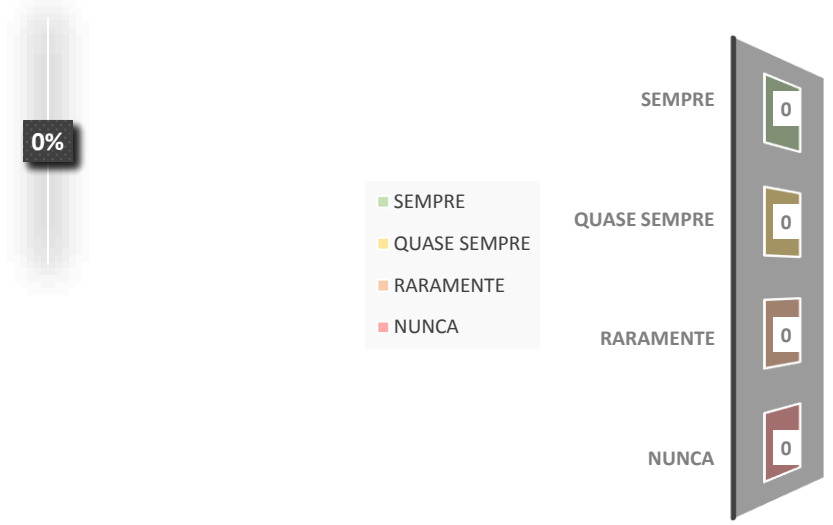 0%
SEMPRE
QUASE SEMPRE
RARAMENTE
NUNCA
SEMPRE 0
QUASE SEMPRE 0
RARAMENTE 0
NUNCA 0